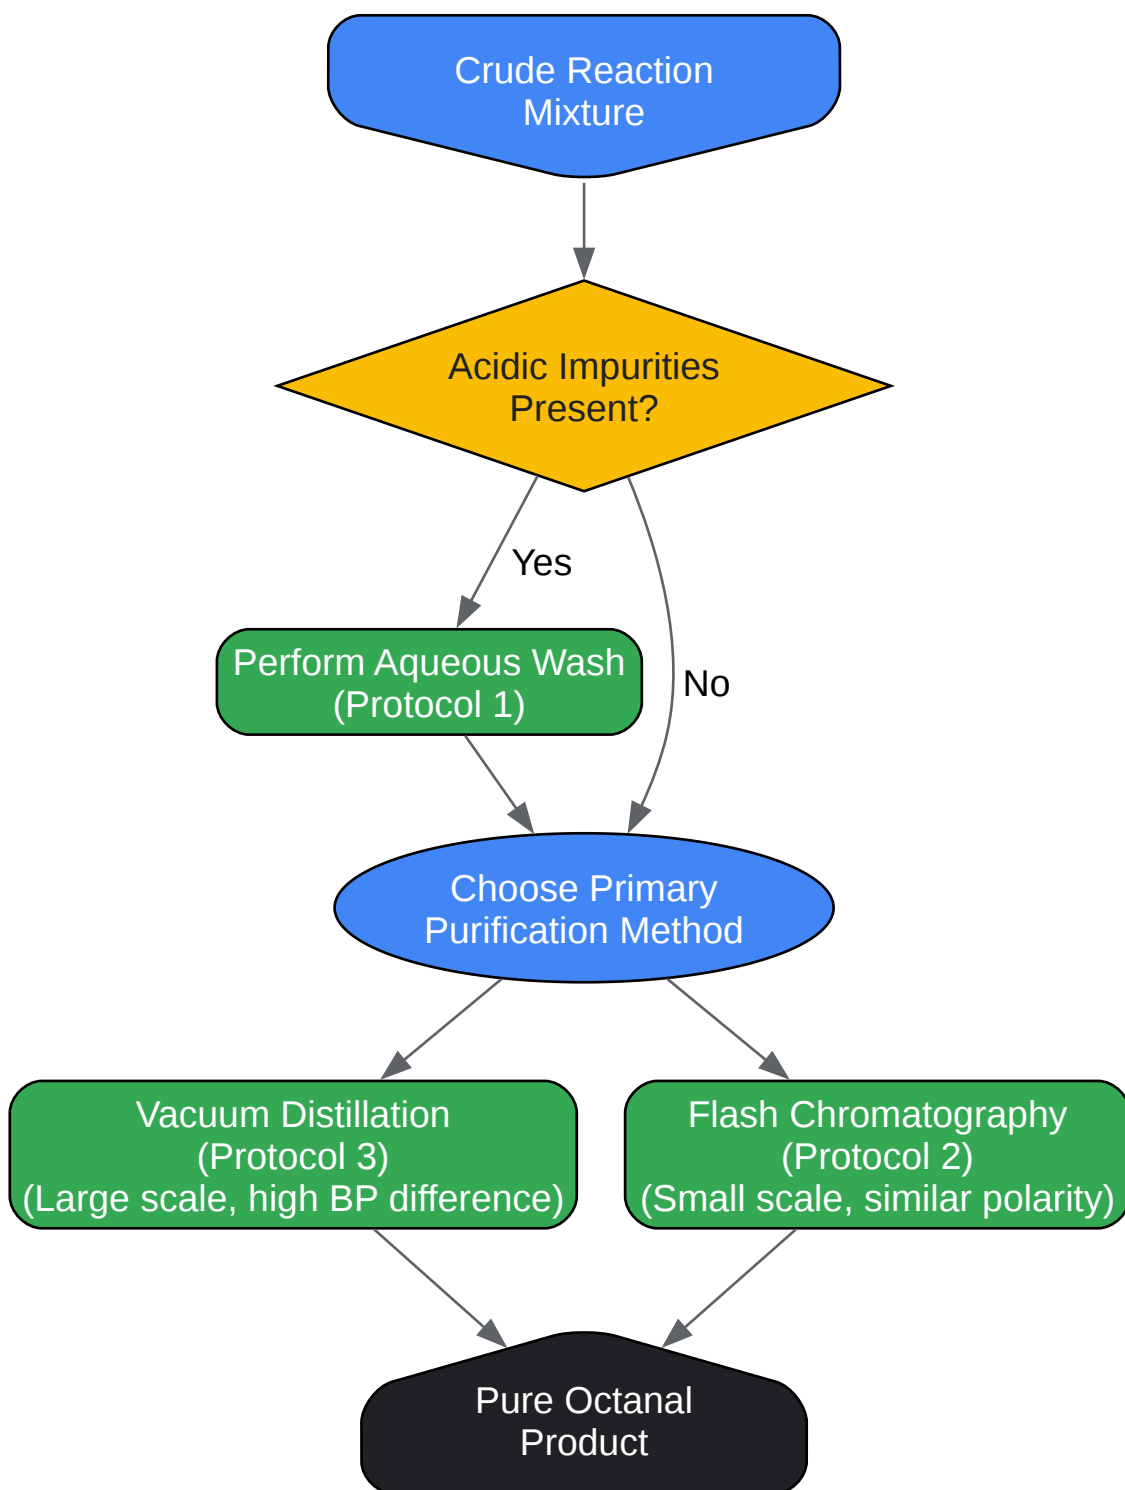 Crude Reaction
Mixture
Acidic Impurities
Present?
Yes
Perform Aqueous Wash
(Protocol 1)
No
Choose Primary
Purification Method
Vacuum Distillation
(Protocol 3)
(Large scale, high BP difference)
Flash Chromatography
(Protocol 2)
(Small scale, similar polarity)
Pure Octanal
Product